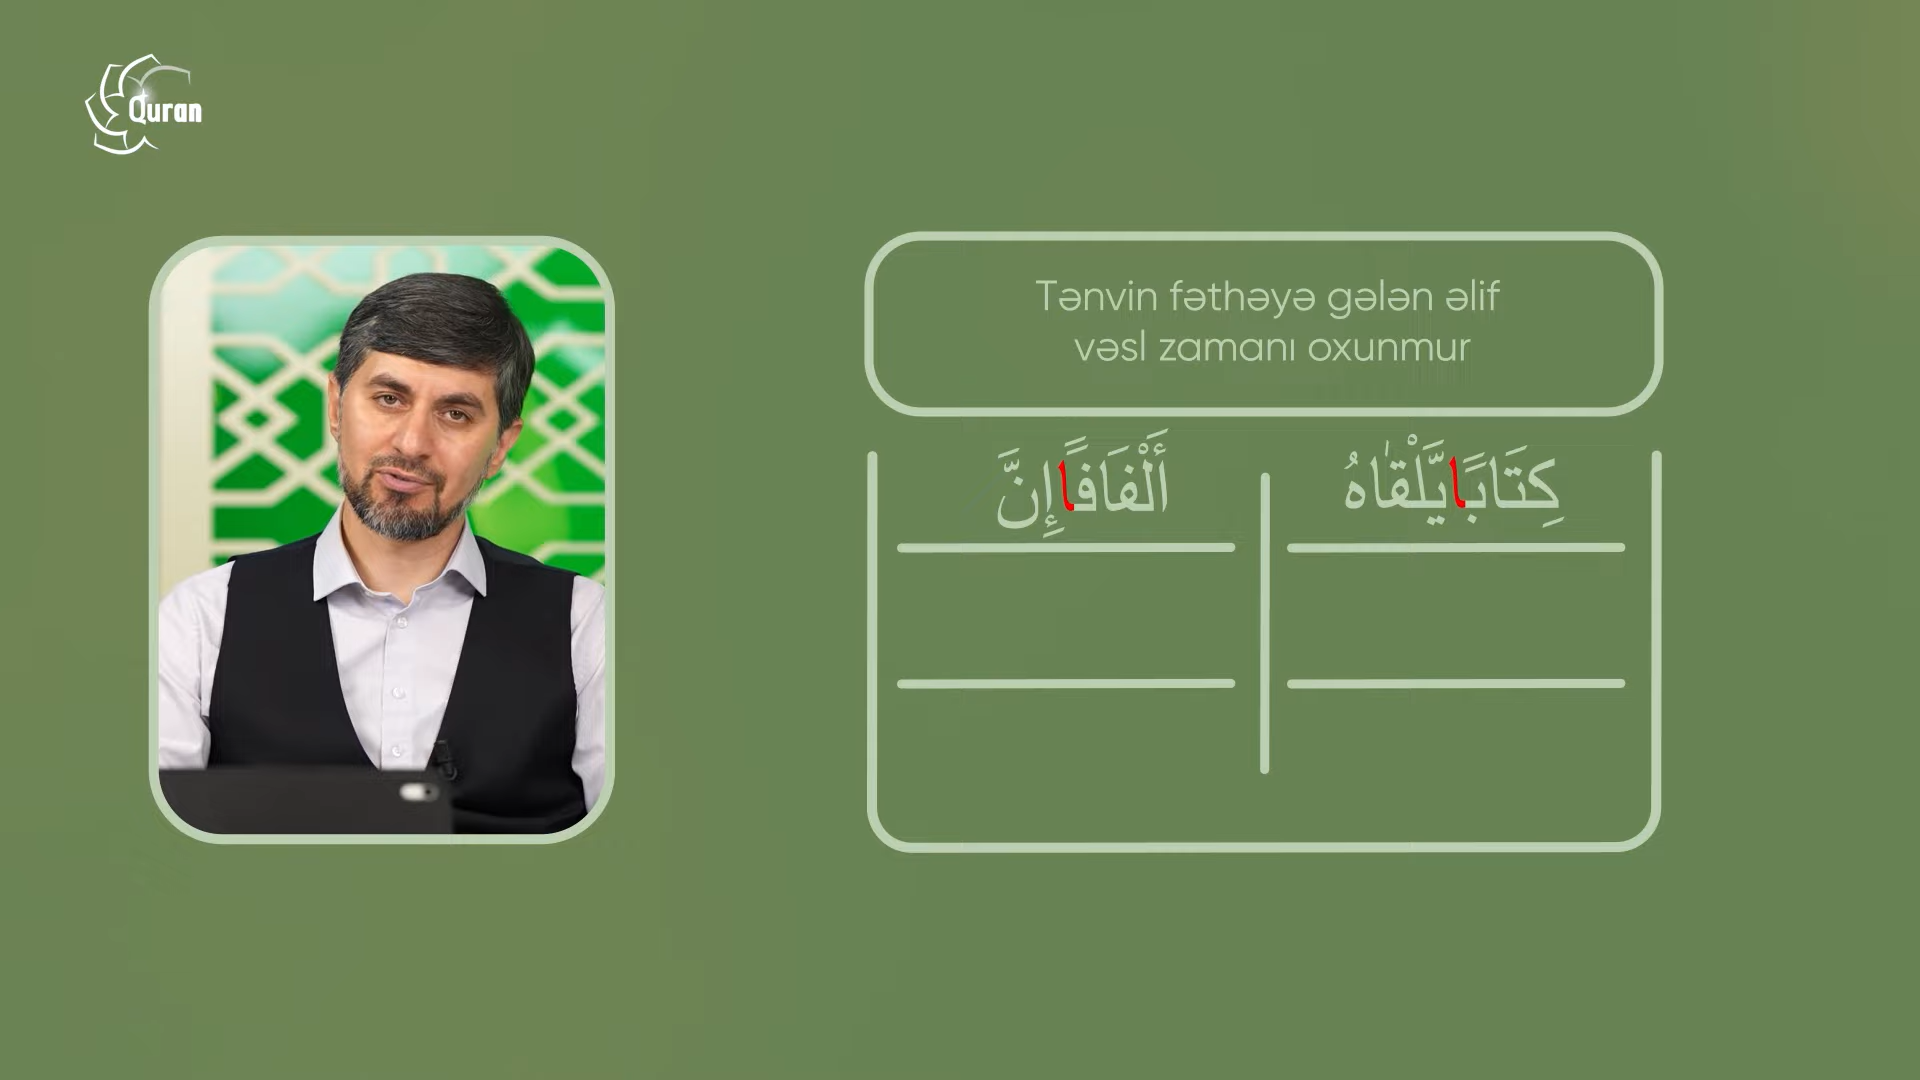 Quran
Tənvin fəthəyə gələn əlif
vəsl zamanı oxunmur
كِتَابًا يَّلْقٰاهُ
أَلْفَافًا إِنَّ